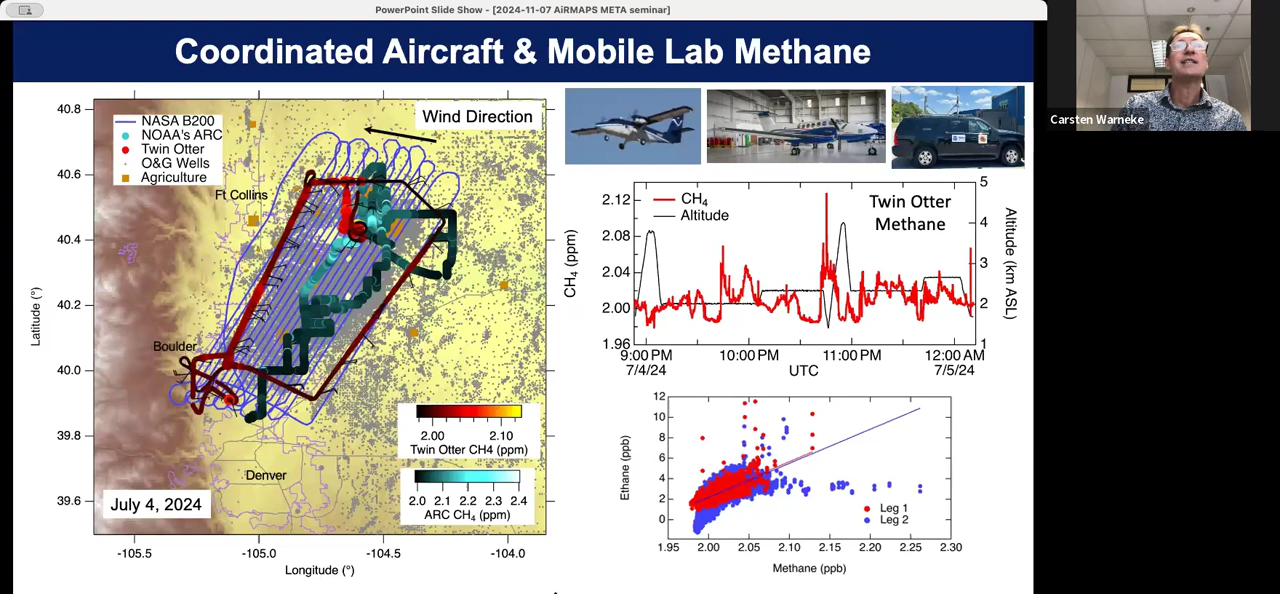 PowerPoint Slide Show - [2024-11-07 AiRMAPS META seminar]
Coordinated Aircraft & Mobile Lab Methane
Carsten Warneke
40.8
40.6
40.4
40.2
40.0
39.8
39.6
Latitude (°)
NASA B200
NOAA's ARC
Twin Otter
O&G Wells
Agriculture
Wind Direction
Ft Collins
Boulder
Denver
July 4, 2024
2.00 2.10
Twin Otter CH4 (ppm)
2.0 2.1 2.2 2.3 2.4
ARC CH4 (ppm)
-105.5 -105.0 -104.5 -104.0
Longitude (°)
2.12
2.08
2.04
2.00
1.96
CH4 (ppm)
CH4
Altitude
Twin Otter
Methane
5
4
3
2
1
Altitude (km ASL)
9:00 PM 10:00 PM 11:00 PM 12:00 AM
7/4/24 UTC 7/5/24
12
10
8
6
4
2
0
Ethane (ppb)
Leg 1
Leg 2
1.95 2.00 2.05 2.10 2.15 2.20 2.25 2.30
Methane (ppb)